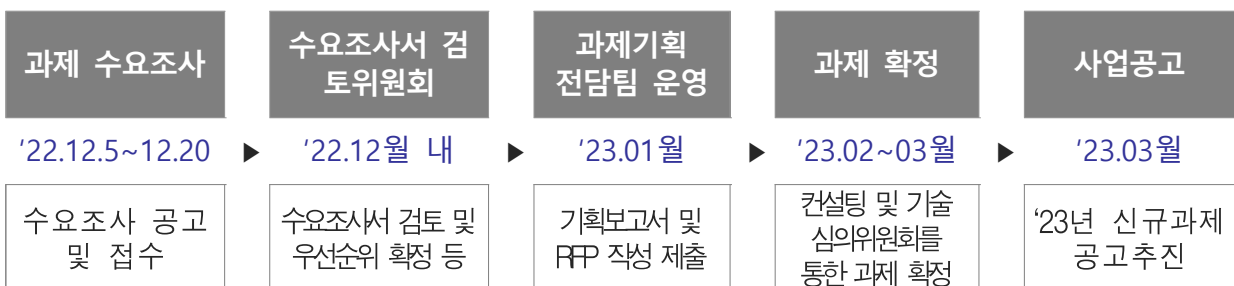 과제 수요조사
수요조사서 검
토위원회
과제기획
전담팀 운영
과제 확정
사업공고
'22.12.5~12.20 ▶ '22.12월 내 ▶ '23.01월 ▶ '23.02~03월 ▶ '23.03월
수요조사 공고
및 접수
수요조사서 검토 및
우선순위 확정 등
기획보고서 및
RFP 작성 제출
컨설팅 및 기술
심의위원회를
통한 과제 확정
'23년 신규과제
공고추진